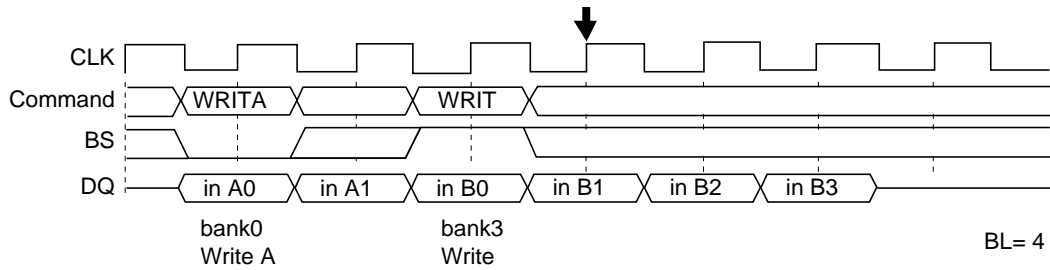 CLK
Command WRITA WRIT
BS
DQ in A0 in A1 in B0 in B1 in B2 in B3
bank0 bank3
Write A Write BL= 4